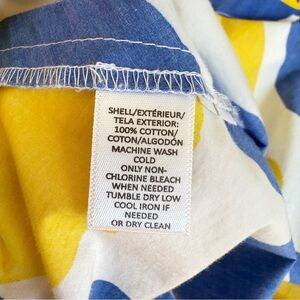 SHELL/EXTÉRIEUR/
TELA EXTERIOR:
100% COTTON/
COTON/ALGODÓN
MACHINE WASH
COLD
ONLY NON-
CHLORINE BLEACH
WHEN NEEDED
TUMBLE DRY LOW
COOL IRON IF
NEEDED
OR DRY CLEAN